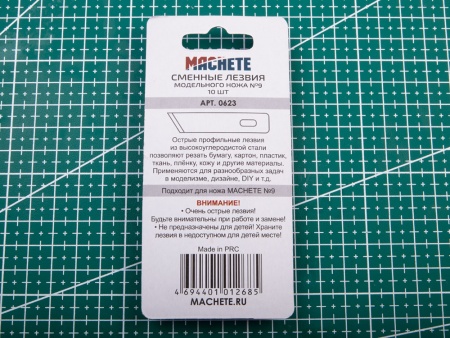 MACHETE
СМЕННЫЕ ЛЕЗВИЯ
МОДЕЛЬНОГО НОЖА №9
10 ШТ
АРТ. 0623
Острые профильные лезвия
из высокоуглеродистой стали
позволяют резать бумагу, картон, пластик,
ткань, плёнку, кожу и другие материалы.
Применяются для разнообразных задач
в моделизме, дизайне, DIY и т.д.
Подходит для ножа MACHETE №9
ВНИМАНИЕ!
• Очень острые лезвия!
Будьте внимательны при работе и замене!
• Не предназначены для детей! Храните
лезвия в недоступном для детей месте!
Made in PRC
4 694401 012685
MACHETE.RU